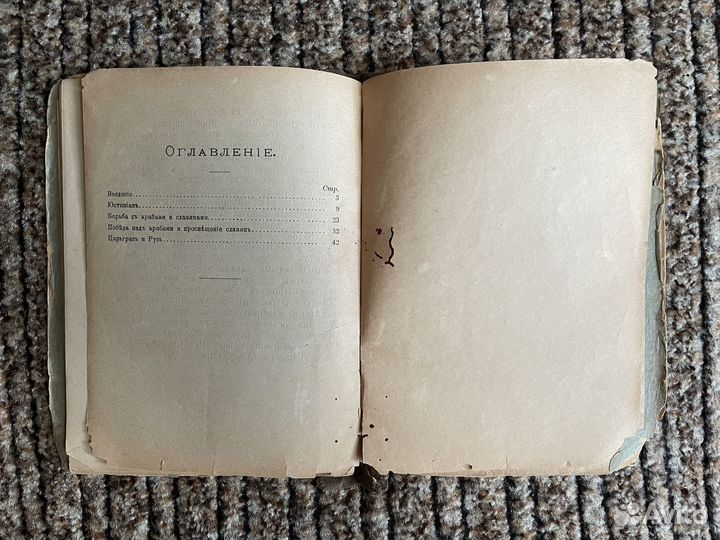 Оглавленіе.
Стр.
Введеніе 3
Юстиніанъ 9
Борьба съ арабами и славянами 23
Побѣда надъ арабами и просвѣщеніе славянъ 32
Царьградъ и Русь 42
Avito